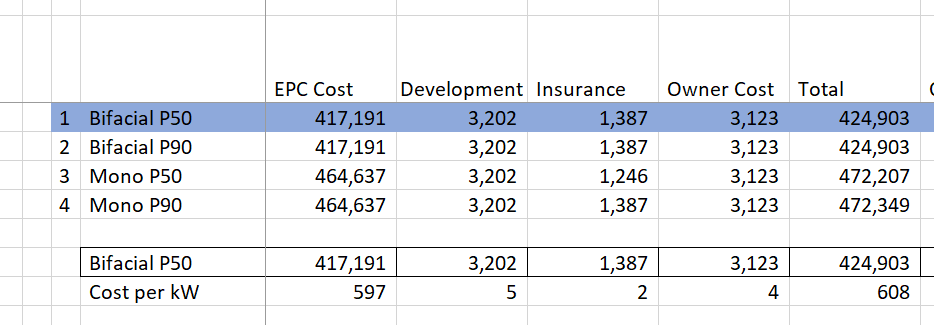 EPC Cost Development Insurance Owner Cost Total
1 Bifacial P50 417,191 3,202 1,387 3,123 424,903
2 Bifacial P90 417,191 3,202 1,387 3,123 424,903
3 Mono P50 464,637 3,202 1,246 3,123 472,207
4 Mono P90 464,637 3,202 1,387 3,123 472,349
Bifacial P50 417,191 3,202 1,387 3,123 424,903
Cost per kW 597 5 2 4 608